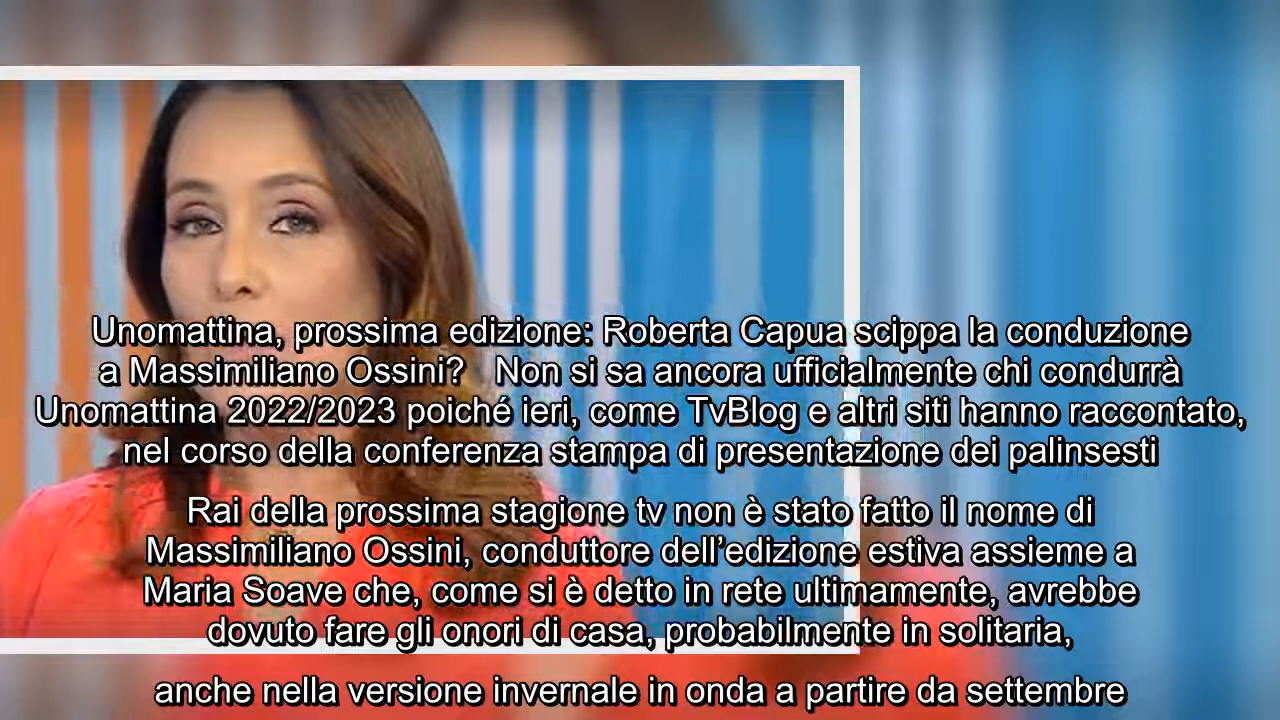 Unomattina, prossima edizione: Roberta Capua scippa la conduzione
a Massimiliano Ossini? Non si sa ancora ufficialmente chi condurrà
Unomattina 2022/2023 poiché ieri, come TvBlog e altri siti hanno raccontato,
nel corso della conferenza stampa di presentazione dei palinsesti
Rai della prossima stagione tv non è stato fatto il nome di
Massimiliano Ossini, conduttore dell’edizione estiva assieme a
Maria Soave che, come si è detto in rete ultimamente, avrebbe
dovuto fare gli onori di casa, probabilmente in solitaria,
anche nella versione invernale in onda a partire da settembre